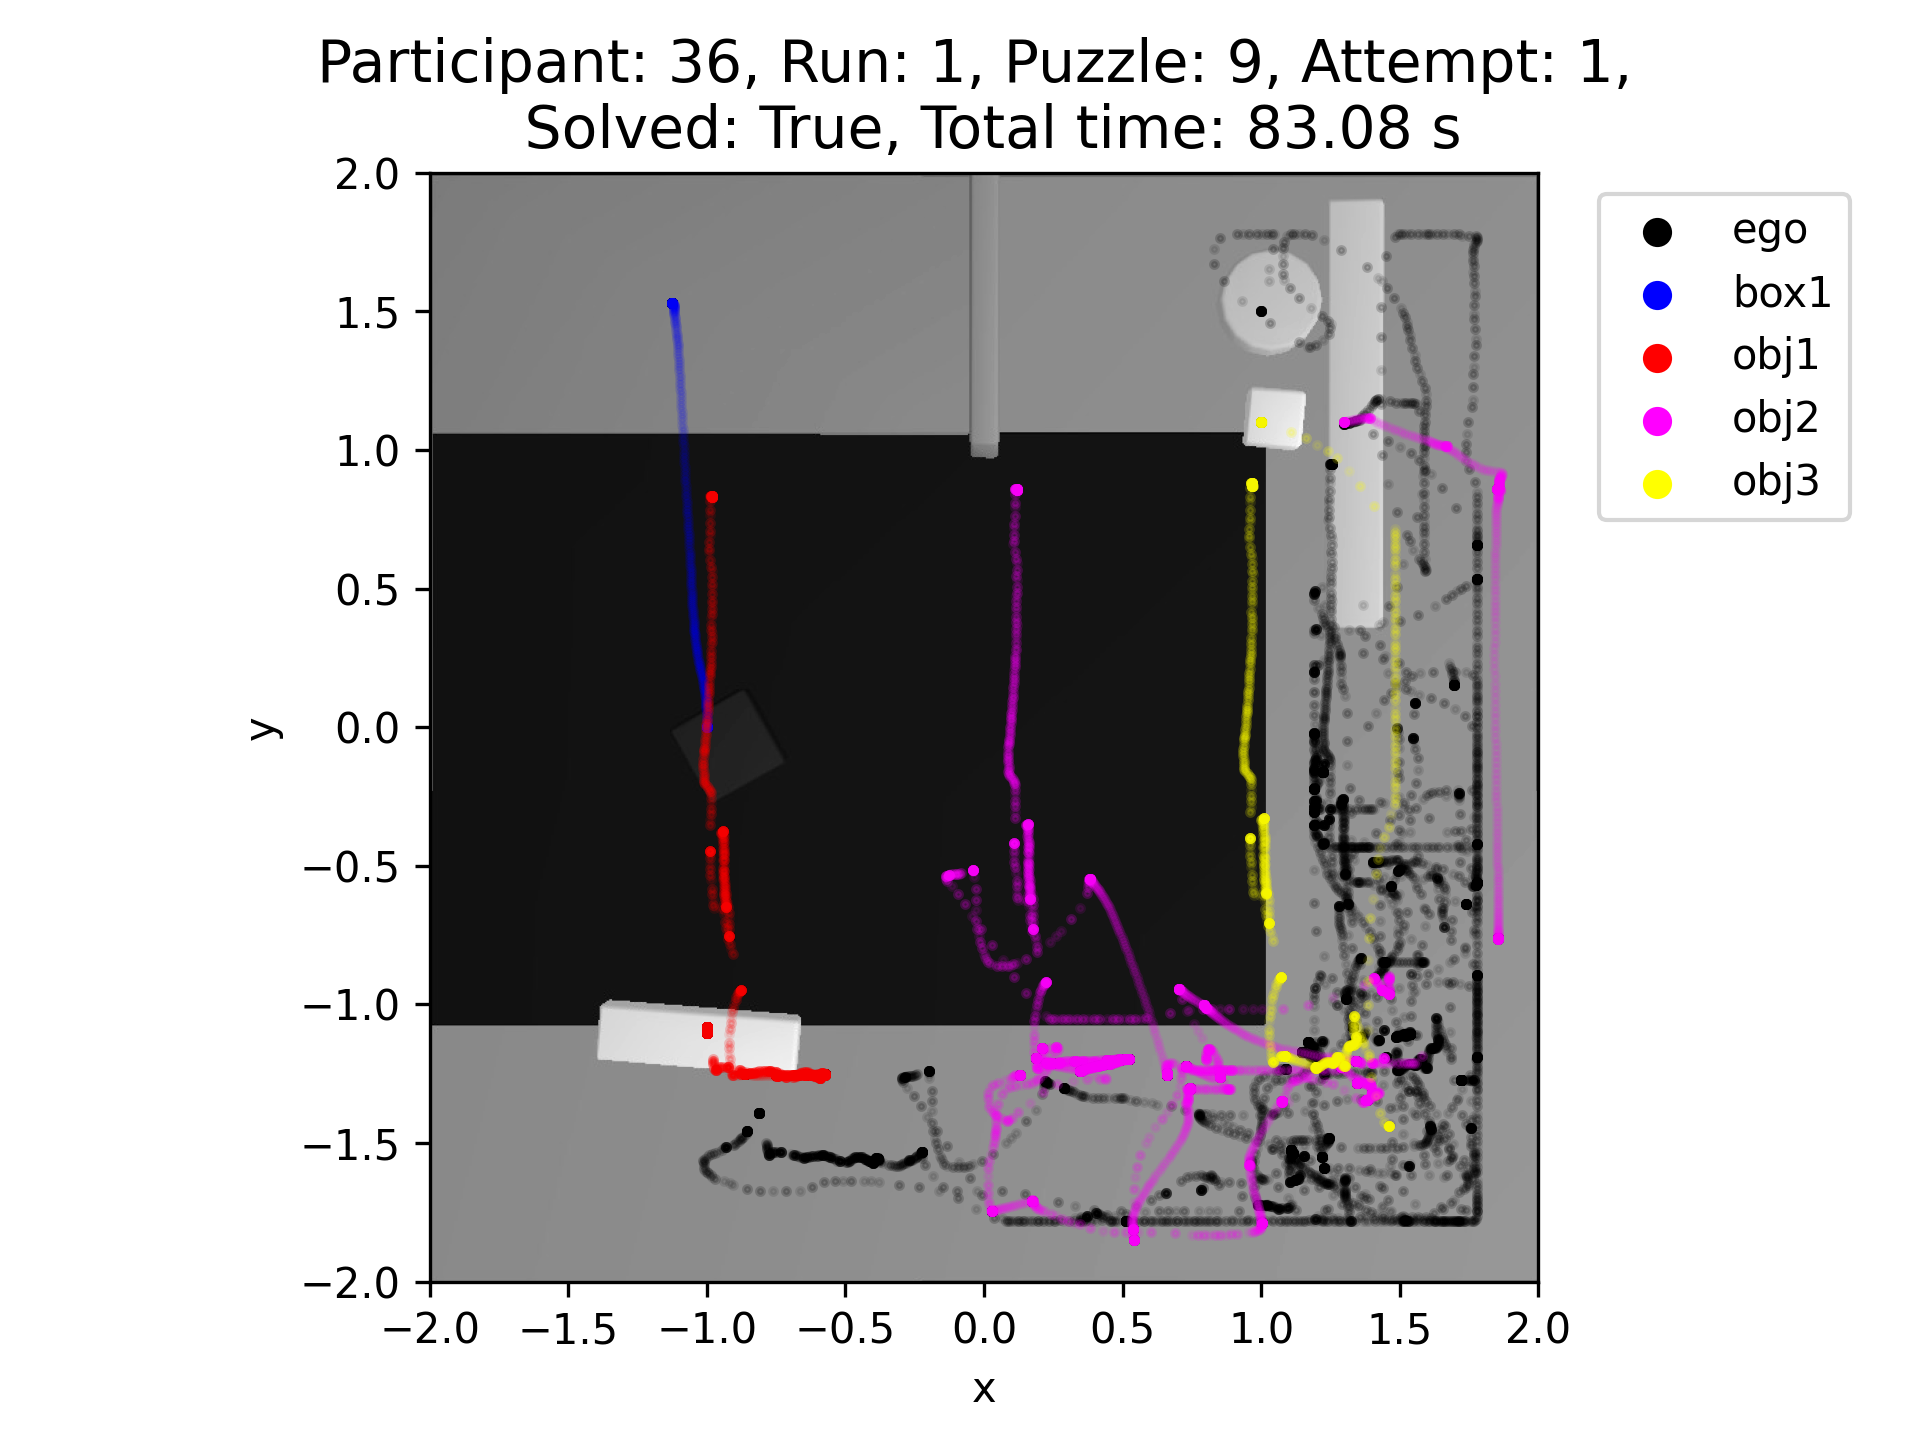 Participant: 36, Run: 1, Puzzle: 9, Attempt: 1,
Solved: True, Total time: 83.08 s
2.0
1.5
1.0
0.5
0.0
−0.5
−1.0
−1.5
−2.0
y
−2.0 −1.5 −1.0 −0.5 0.0 0.5 1.0 1.5 2.0
x
ego
box1
obj1
obj2
obj3